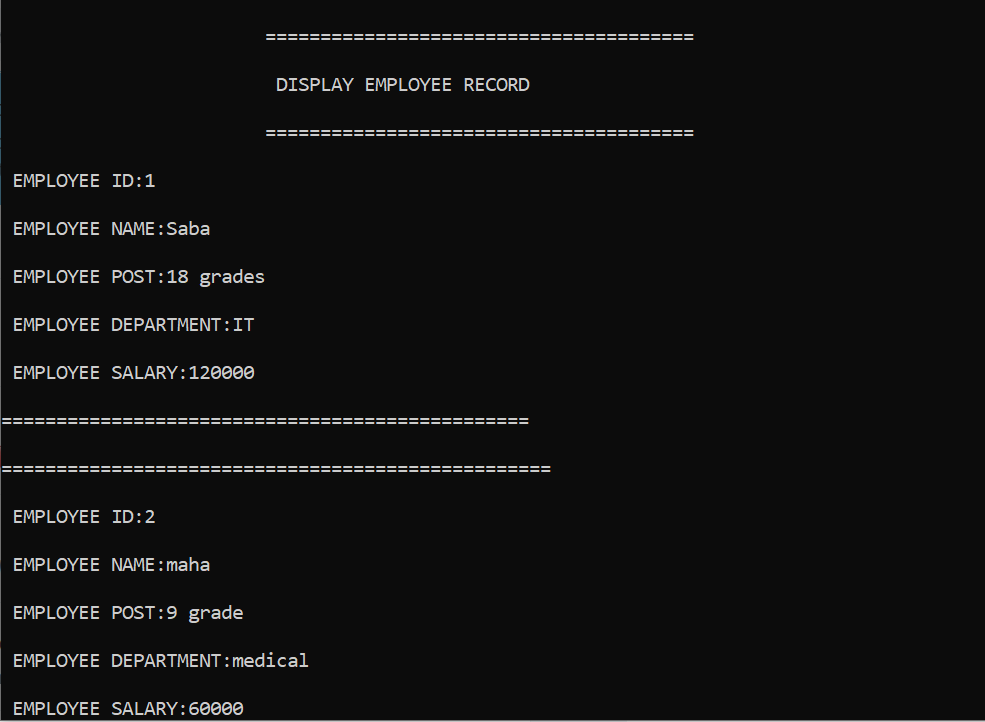 =======================================
DISPLAY EMPLOYEE RECORD
=======================================
EMPLOYEE ID:1
EMPLOYEE NAME:Saba
EMPLOYEE POST:18 grades
EMPLOYEE DEPARTMENT:IT
EMPLOYEE SALARY:120000
================================================
==================================================
EMPLOYEE ID:2
EMPLOYEE NAME:maha
EMPLOYEE POST:9 grade
EMPLOYEE DEPARTMENT:medical
EMPLOYEE SALARY:60000